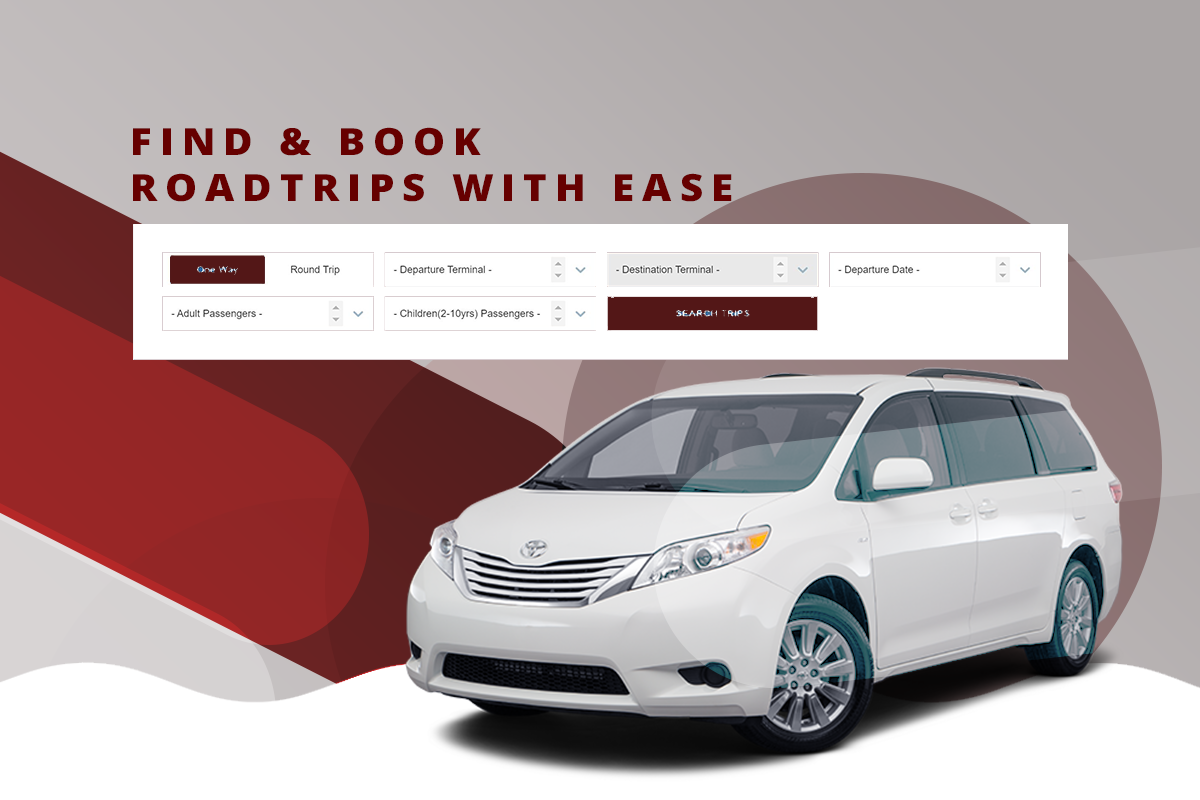 FIND & BOOK
ROADTRIPS WITH EASE
One Way
Round Trip
- Departure Terminal -
- Destination Terminal -
- Departure Date -
- Adult Passengers -
- Children(2-10yrs) Passengers -
SEARCH TRIPS